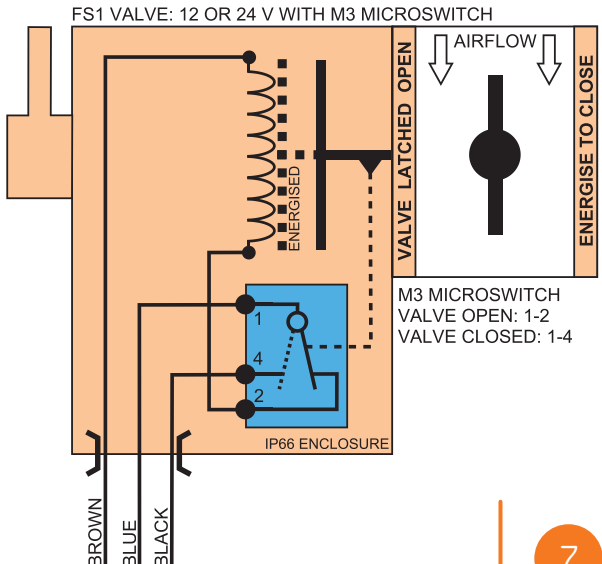 FS1 VALVE: 12 OR 24 V WITH M3 MICROSWITCH
VALVE LATCHED OPEN
AIRFLOW
ENERGISE TO CLOSE
ENERGISED
M3 MICROSWITCH
VALVE OPEN: 1-2
VALVE CLOSED: 1-4
1
4
2
IP66 ENCLOSURE
BROWN
BLUE
BLACK
7